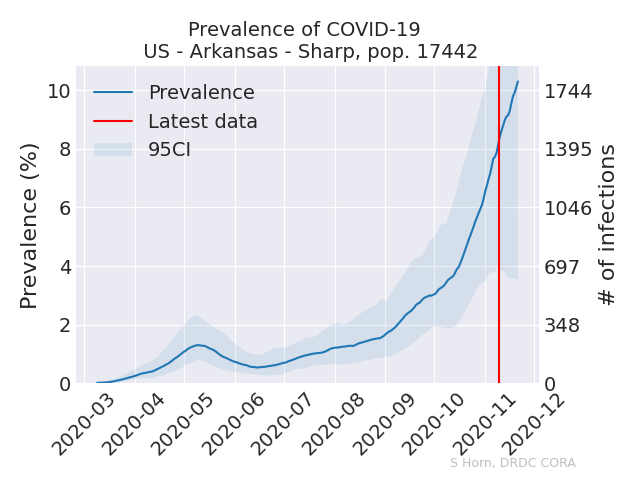 Prevalence of COVID-19
US - Arkansas - Sharp, pop. 17442
Prevalence
Latest data
95CI
Prevalence (%)
10
8
6
4
2
0
1744
1395
1046
697
348
0
# of infections
2020-03
2020-04
2020-05
2020-06
2020-07
2020-08
2020-09
2020-10
2020-11
2020-12
S Horn, DRDC CORA